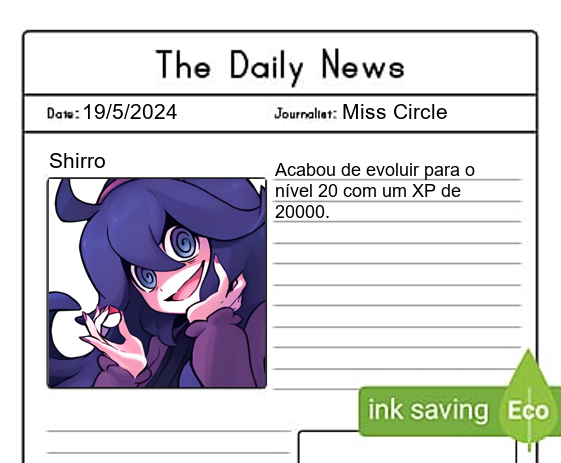 The Daily News
Date: 19/5/2024 Journalist: Miss Circle
Shirro
Acabou de evoluir para o
nível 20 com um XP de
20000.
ink saving Eco